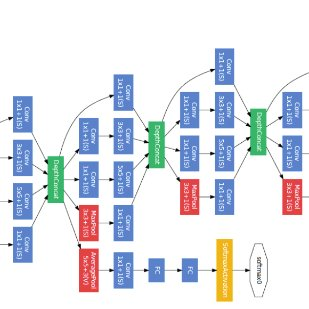 Conv
1x1+1(S)
Conv
3x3+1(S)
Conv
5x5+1(S)
Conv
1x1+1(S)
DepthConcat
Conv
1x1+1(S)
Conv
1x1+1(S)
MaxPool
3x3+1(S)
AveragePool
5x5+3(V)
Conv
1x1+1(S)
Conv
3x3+1(S)
Conv
5x5+1(S)
Conv
1x1+1(S)
Conv
1x1+1(S)
DepthConcat
FC
Conv
1x1+1(S)
Conv
1x1+1(S)
MaxPool
3x3+1(S)
FC
Conv
1x1+1(S)
Conv
3x3+1(S)
Conv
5x5+1(S)
Conv
1x1+1(S)
SoftmaxActivation
DepthConcat
softmax0
Conv
1x1+1(S)
Conv
1x1+1(S)
MaxPool
3x3+1(S)